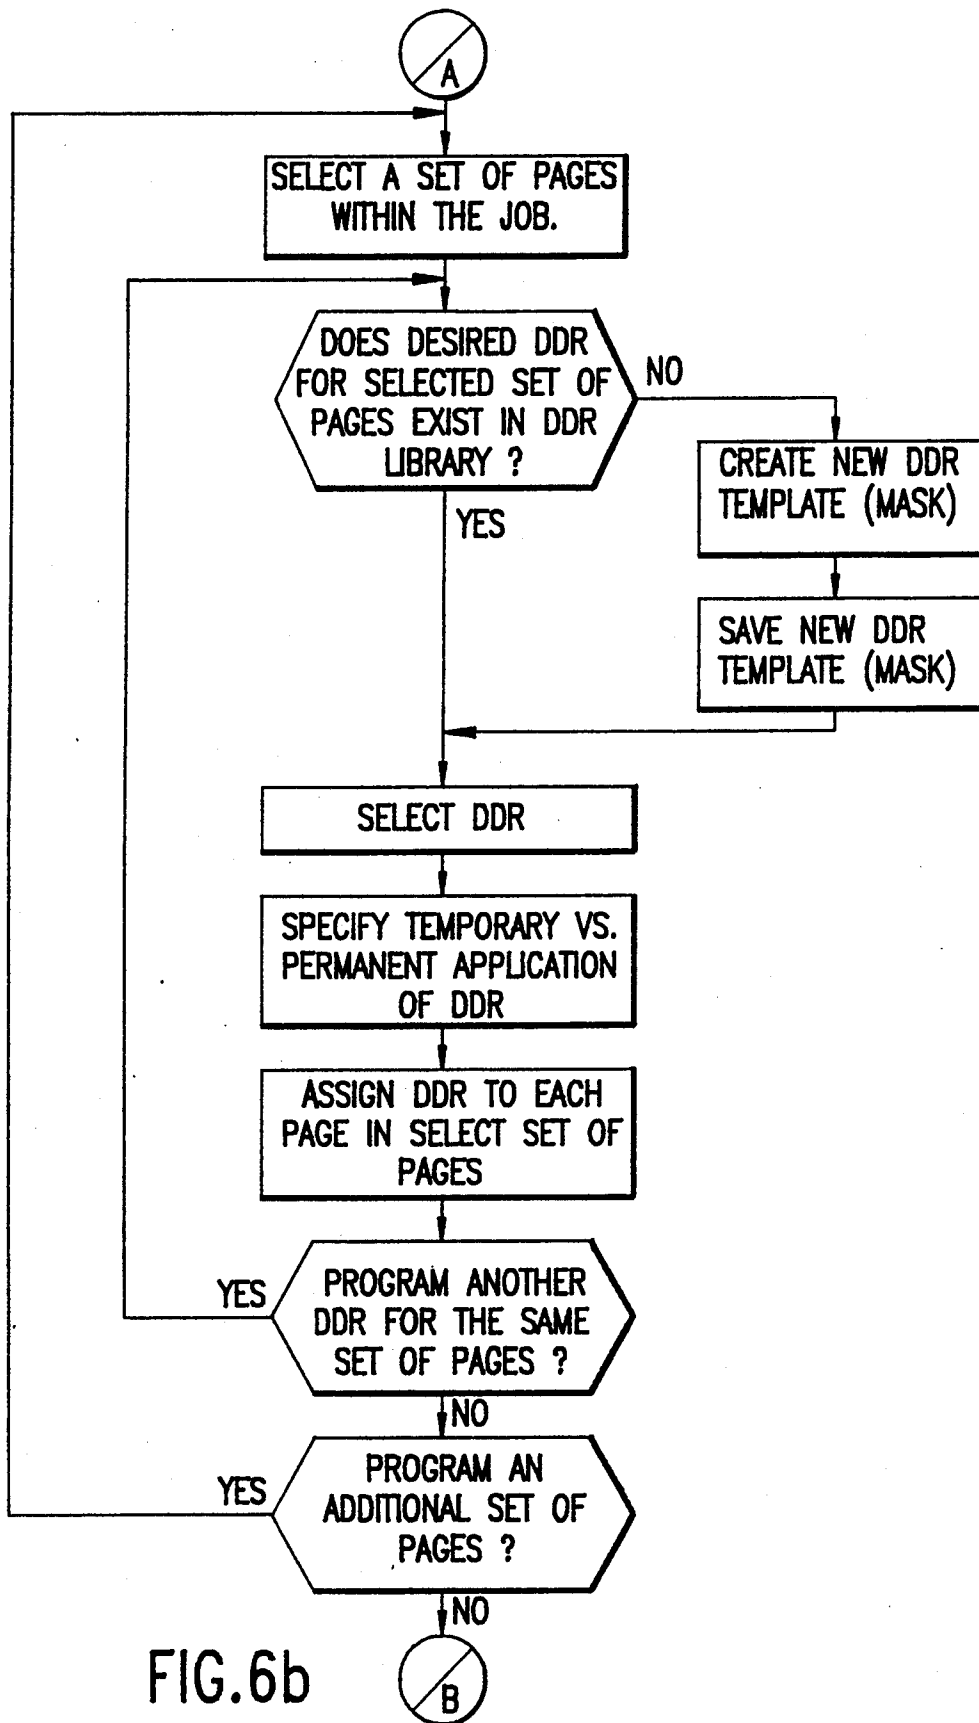 A
SELECT A SET OF PAGES
WITHIN THE JOB.
DOES DESIRED DDR
FOR SELECTED SET OF
PAGES EXIST IN DDR
LIBRARY ?
NO
YES
CREATE NEW DDR
TEMPLATE (MASK)
SAVE NEW DDR
TEMPLATE (MASK)
SELECT DDR
SPECIFY TEMPORARY VS.
PERMANENT APPLICATION
OF DDR
ASSIGN DDR TO EACH
PAGE IN SELECT SET OF
PAGES
PROGRAM ANOTHER
DDR FOR THE SAME
SET OF PAGES ?
YES
NO
PROGRAM AN
ADDITIONAL SET OF
PAGES ?
YES
NO
B
FIG.6b